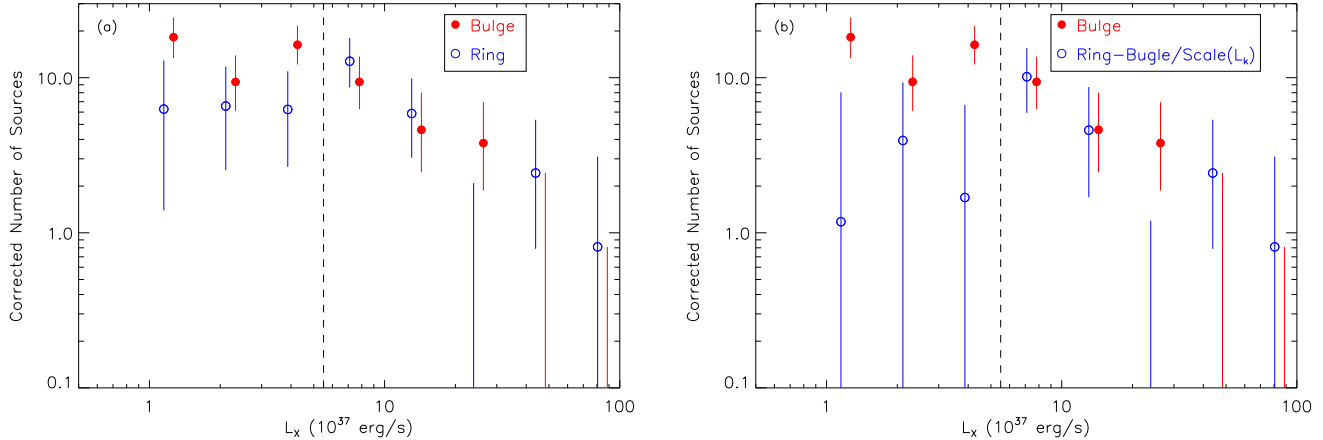 (a)
Bulge
Ring
10.0
1.0
0.1
Corrected Number of Sources
1
10
100
L_X (10^37 erg/s)
(b)
Bulge
Ring−Bugle/Scale(L_k)
10.0
1.0
0.1
Corrected Number of Sources
1
10
100
L_X (10^37 erg/s)